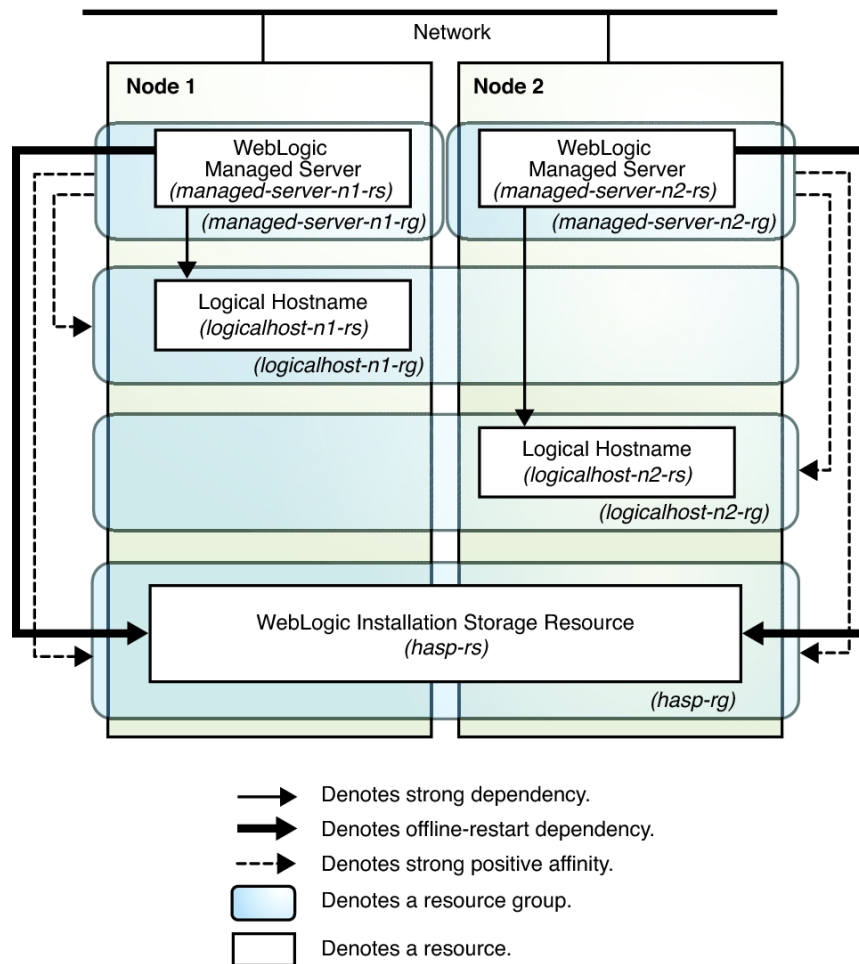 Network
Node 1
Node 2
WebLogic
Managed Server
(managed-server-n1-rs)
(managed-server-n1-rg)
WebLogic
Managed Server
(managed-server-n2-rs)
(managed-server-n2-rg)
Logical Hostname
(logicalhost-n1-rs)
(logicalhost-n1-rg)
Logical Hostname
(logicalhost-n2-rs)
(logicalhost-n2-rg)
WebLogic Installation Storage Resource
(hasp-rs)
(hasp-rg)
Denotes strong dependency.
Denotes offline-restart dependency.
Denotes strong positive affinity.
Denotes a resource group.
Denotes a resource.